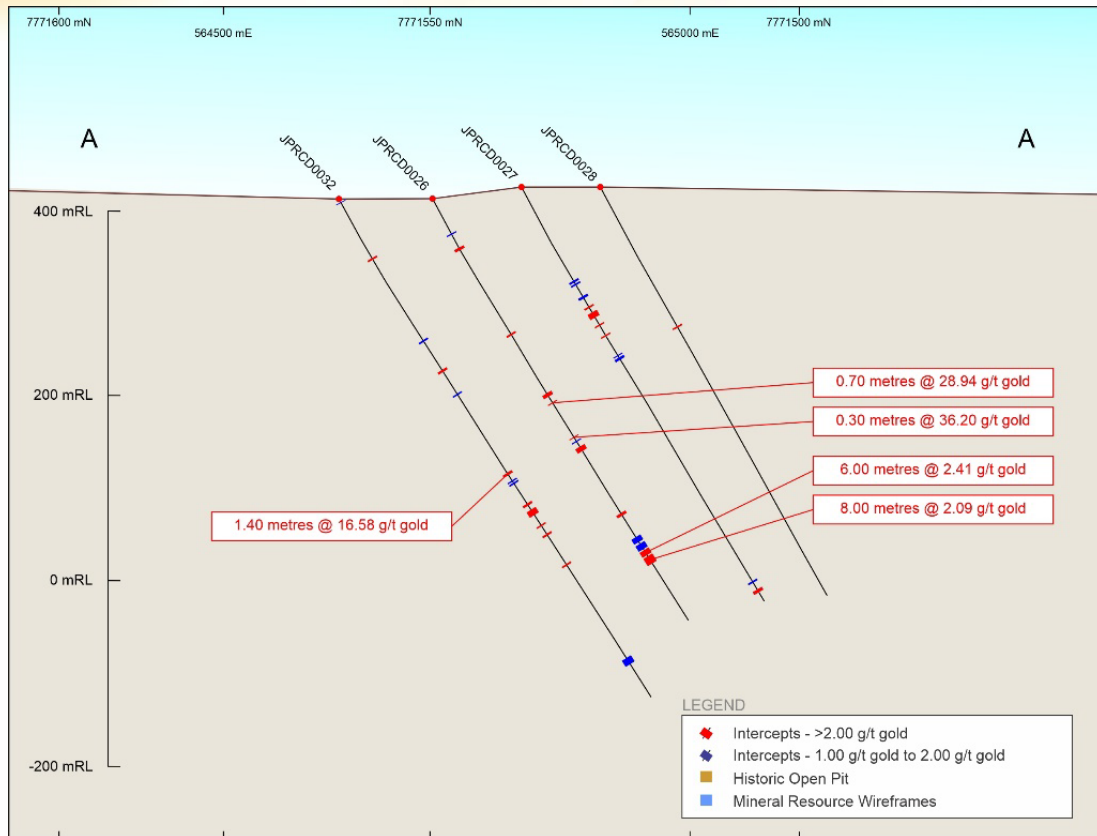 7771600 mN
564500 mE
7771550 mN
565000 mE
7771500 mN
A
A
JPRCD0032
JPRCD0026
JPRCD0027
JPRCD0028
400 mRL
200 mRL
0 mRL
-200 mRL
0.70 metres @ 28.94 g/t gold
0.30 metres @ 36.20 g/t gold
6.00 metres @ 2.41 g/t gold
8.00 metres @ 2.09 g/t gold
1.40 metres @ 16.58 g/t gold
LEGEND
Intercepts - >2.00 g/t gold
Intercepts - 1.00 g/t gold to 2.00 g/t gold
Historic Open Pit
Mineral Resource Wireframes